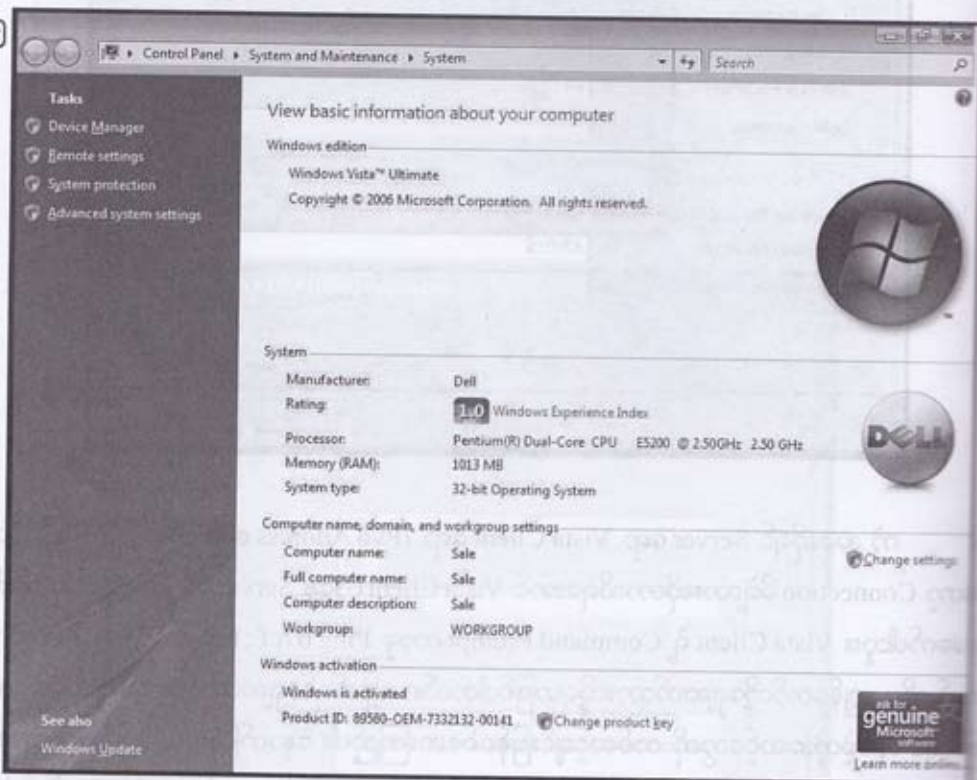 Control Panel ▸ System and Maintenance ▸ System
Search
Tasks
Device Manager
Remote settings
System protection
Advanced system settings
See also
Windows Update
View basic information about your computer
Windows edition
Windows Vista™ Ultimate
Copyright © 2006 Microsoft Corporation. All rights reserved.
System
Manufacturer: Dell
Rating: 1.0 Windows Experience Index
Processor: Pentium(R) Dual-Core CPU E5200 @ 2.50GHz 2.50 GHz
Memory (RAM): 1013 MB
System type: 32-bit Operating System
DELL
Computer name, domain, and workgroup settings
Computer name: Sale
Change settings
Full computer name: Sale
Computer description: Sale
Workgroup: WORKGROUP
Windows activation
Windows is activated
Product ID: 89580-OEM-7332132-00141 Change product key
ask for
genuine
Microsoft
software
Learn more online